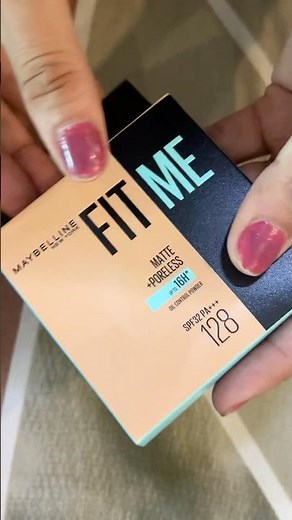 MAYBELLINE
NEW YORK
FIT ME
MATTE
+PORELESS
UP TO 16H*
OIL CONTROL POWDER
SPF32 PA+++
128